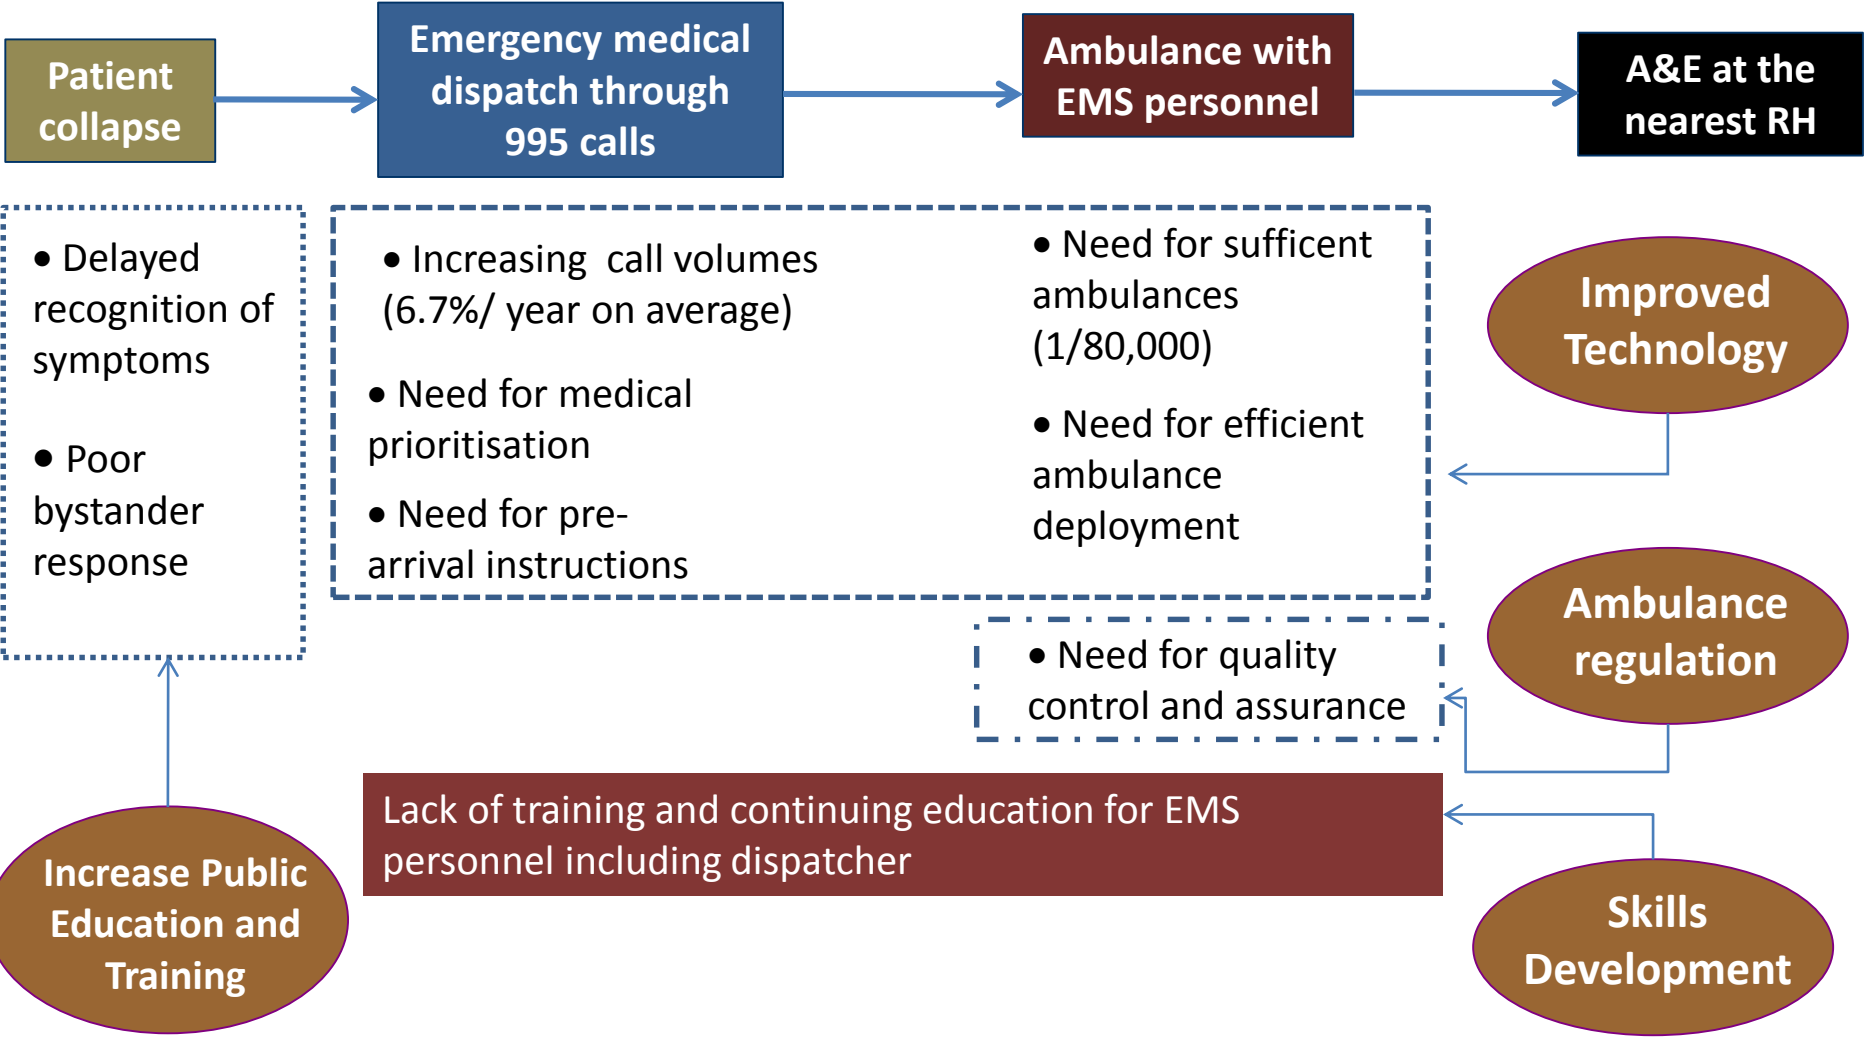 Patient
collapse
Emergency medical
dispatch through
995 calls
Ambulance with
EMS personnel
A&E at the
nearest RH
• Delayed
recognition of
symptoms
• Poor
bystander
response
• Increasing  call volumes
(6.7%/ year on average)
• Need for medical
prioritisation
• Need for pre-
arrival instructions
• Need for sufficent
ambulances
(1/80,000)
• Need for efficient
ambulance
deployment
• Need for quality
control and assurance
Lack of training and continuing education for EMS
personnel including dispatcher
Improved
Technology
Ambulance
regulation
Skills
Development
Increase Public
Education and
Training